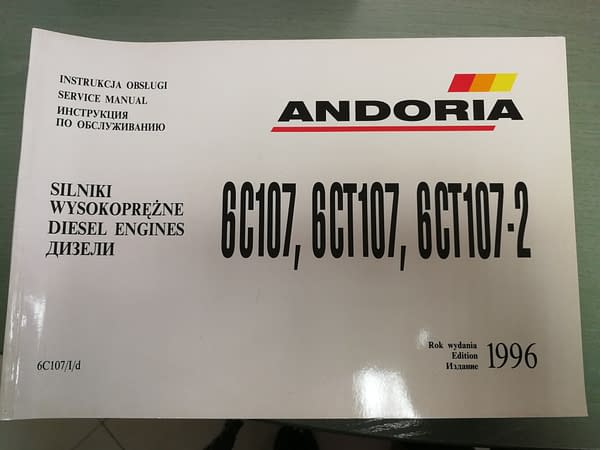 INSTRUKCJA OBSŁUGI
SERVICE MANUAL
ИНСТРУКЦИЯ
ПО ОБСЛУЖИВАНИЮ
ANDORIA
SILNIKI
WYSOKOPRĘŻNE
DIESEL ENGINES
ДИЗЕЛИ
6C107, 6CT107, 6CT107-2
Rok wydania
Edition
Издание
1996
6C107/I/d